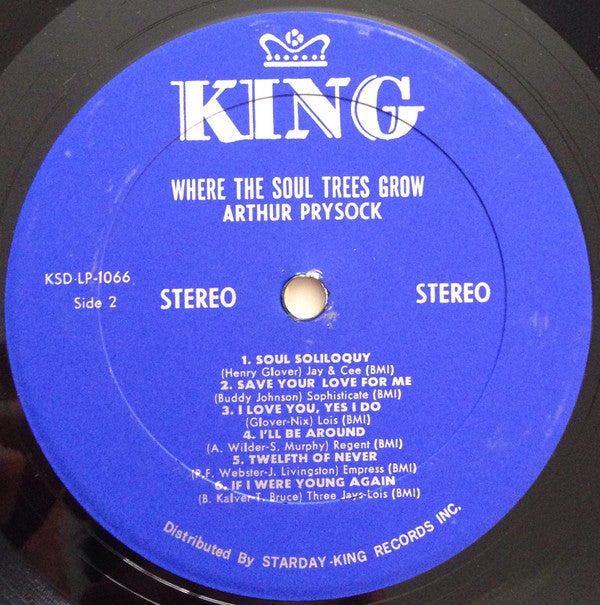 K
KING
WHERE THE SOUL TREES GROW
ARTHUR PRYSOCK
KSD-LP-1066
Side 2
STEREO
STEREO
1. SOUL SOLILOQUY
(Henry Glover) Jay & Cee (BMI)
2. SAVE YOUR LOVE FOR ME
(Buddy Johnson) Sophisticate (BMI)
3. I LOVE YOU, YES I DO
(Glover-Nix) Lois (BMI)
4. I'LL BE AROUND
(A. Wilder-S. Murphy) Regent (BMI)
5. TWELFTH OF NEVER
(P.F. Webster-J. Livingston) Empress (BMI)
6. IF I WERE YOUNG AGAIN
(B. Kalver-T. Bruce) Three Jays-Lois (BMI)
Distributed By STARDAY-KING RECORDS INC.